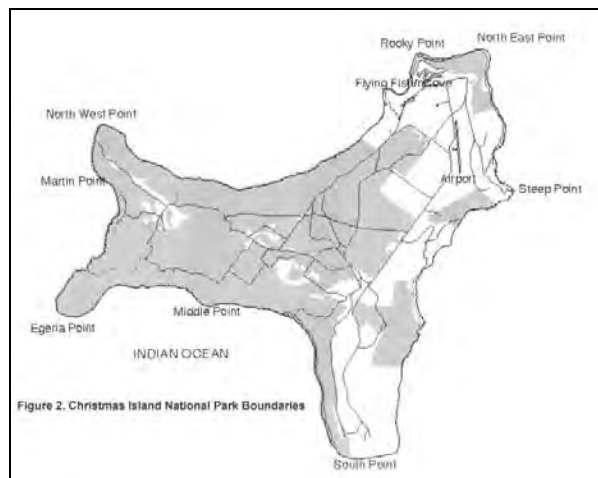 Rocky Point
North East Point
Flying Fish Cove
North West Point
Martin Point
Airport
Steep Point
Egeria Point
Middle Point
INDIAN OCEAN
Figure 2. Christmas Island National Park Boundaries
South Point